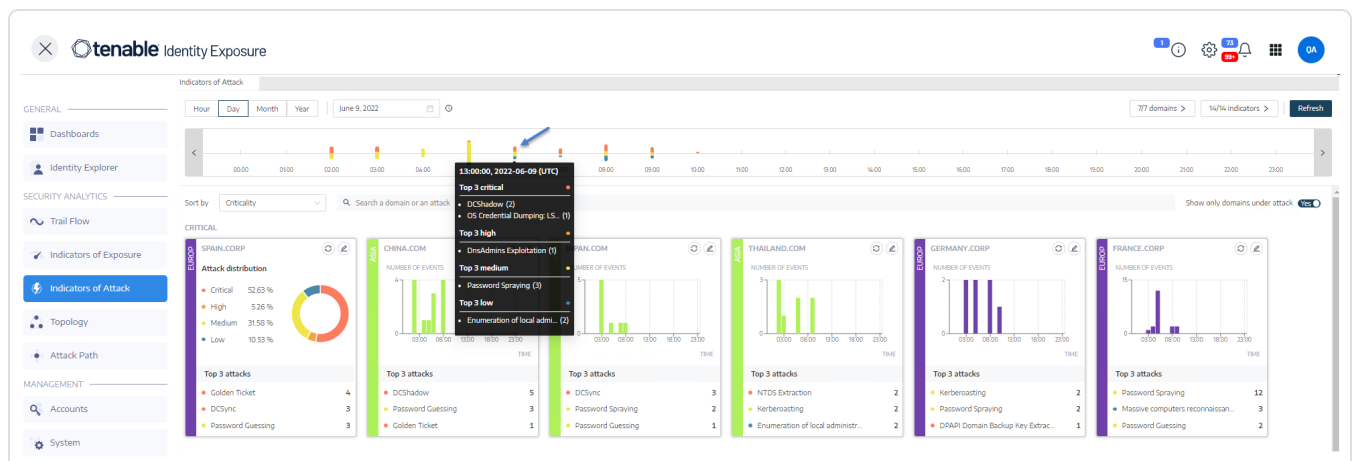 tenable Identity Exposure
1
73
99+
QA
Indicators of Attack
GENERAL
Dashboards
Identity Explorer
SECURITY ANALYTICS
Trail Flow
Indicators of Exposure
Indicators of Attack
Topology
Attack Path
MANAGEMENT
Accounts
System
Hour Day Month Year June 9, 2022
7/7 domains > 14/14 indicators > Refresh
00:00 01:00 02:00 03:00 04:00 08:00 09:00 10:00 12:00 13:00 14:00 15:00 16:00 17:00 18:00 19:00 20:00 21:00 22:00 23:00
13:00:00, 2022-06-09 (UTC)
Top 3 critical
DCShadow (2)
OS Credential Dumping: LS... (1)
Top 3 high
DnsAdmins Exploitation (1)
Top 3 medium
Password Spraying (3)
Top 3 low
Enumeration of local admi... (2)
Sort by Criticality
Search a domain or an attack
Show only domains under attack Yes
CRITICAL
EUROP
SPAIN.CORP
Attack distribution
Critical 52.63 %
High 5.26 %
Medium 31.58 %
Low 10.53 %
Top 3 attacks
Golden Ticket 4
DCSync 3
Password Guessing 3
ASIA
CHINA.COM
NUMBER OF EVENTS
4
0
03:00 08:00 13:00 18:00 23:00
TIME
Top 3 attacks
DCShadow 5
Password Guessing 3
Golden Ticket 1
PAN.COM
MBER OF EVENTS
5
0
03:00 08:00 13:00 18:00 23:00
TIME
Top 3 attacks
DCSync 3
Password Spraying 2
Password Guessing 1
ASIA
THAILAND.COM
NUMBER OF EVENTS
3
0
03:00 08:00 13:00 18:00 23:00
TIME
Top 3 attacks
NTDS Extraction 2
Kerberoasting 2
Enumeration of local administr... 2
EUROP
GERMANY.CORP
NUMBER OF EVENTS
2
0
03:00 08:00 13:00 18:00 23:00
TIME
Top 3 attacks
Kerberoasting 2
Password Spraying 2
DPAPI Domain Backup Key Extrac... 1
EUROP
FRANCE.CORP
NUMBER OF EVENTS
15
0
03:00 08:00 13:00 18:00 23:00
TIME
Top 3 attacks
Password Spraying 12
Massive computers reconnaissan... 3
Password Guessing 2